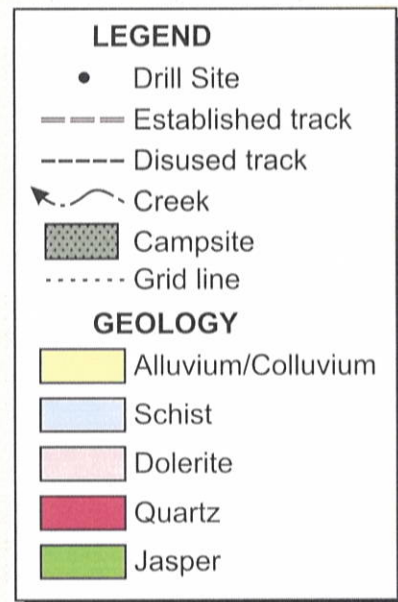 LEGEND
Drill Site
Established track
Disused track
Creek
Campsite
Grid line
GEOLOGY
Alluvium/Colluvium
Schist
Dolerite
Quartz
Jasper